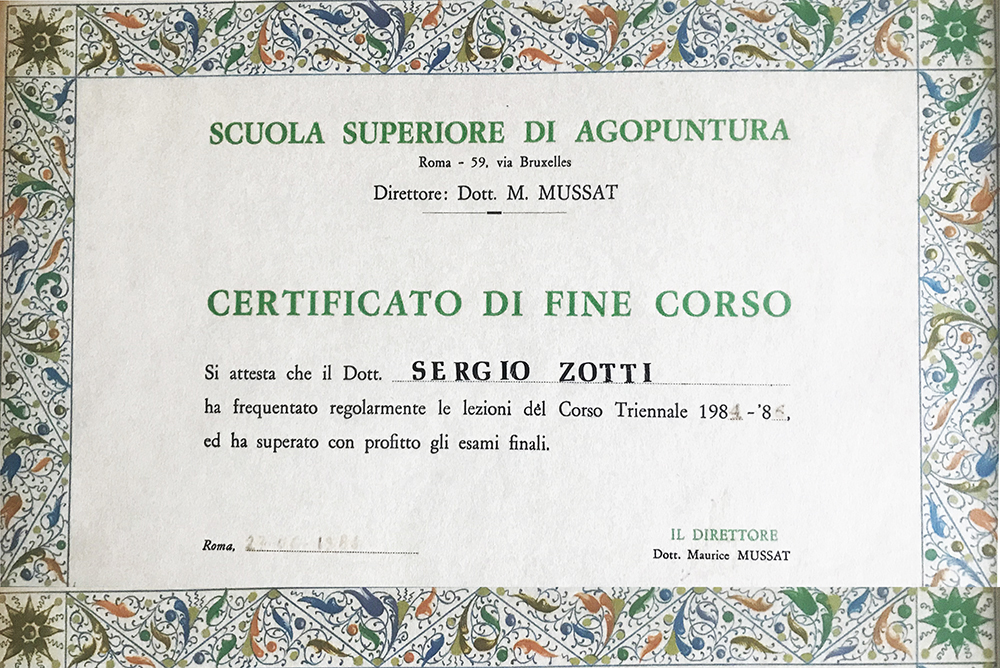 SCUOLA SUPERIORE DI AGOPUNTURA
Roma - 59, via Bruxelles
Direttore: Dott. M. MUSSAT
CERTIFICATO DI FINE CORSO
Si attesta che il Dott. SERGIO ZOTTI
ha frequentato regolarmente le lezioni del Corso Triennale
ed ha superato con profitto gli esami finali.
Roma,
IL DIRETTORE
Dott. Maurice MUSSAT